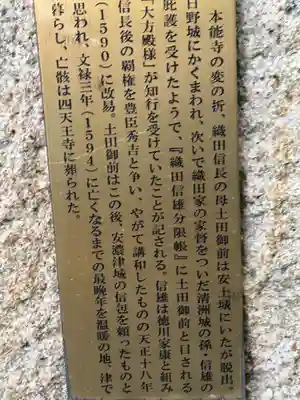 本能寺の変の折、織田信長の母土田御前は安土城にいたが脱出。
日野城にかくまわれ、次いで織田家の家督をついだ清洲城の孫・信雄の
庇護を受けたようで、『織田信雄分限帳』に土田御前と目される
「大方殿様」が知行を受けていたことが記される。信雄は徳川家康と組み
信長後の覇権を豊臣秀吉と争い、やがて講和したものの天正十八年
(1590)に改易。土田御前はこの後、安濃津城の信包を頼ったものと
思われ、文禄三年(1594)に亡くなるまでの最晩年を温暖の地、津で
暮らし、亡骸は四天王寺に葬られた。